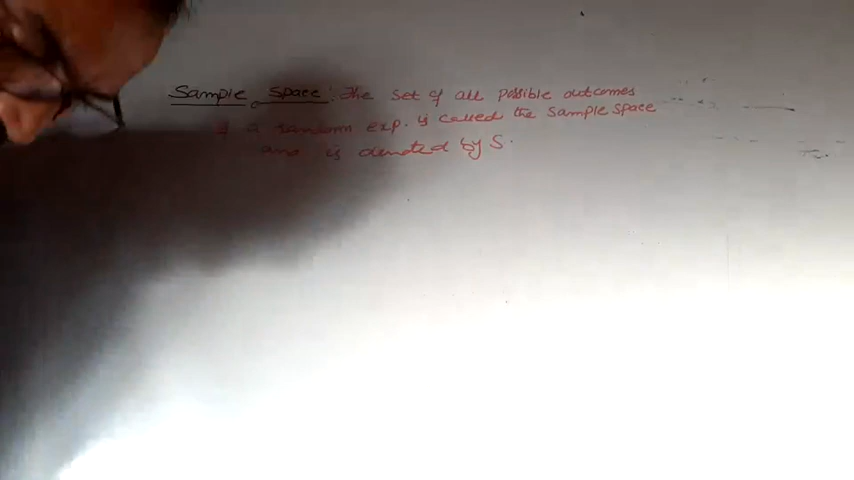 Sample Space: The set of all possible outcomes
of a random exp. is called the sample space
and is denoted by S.